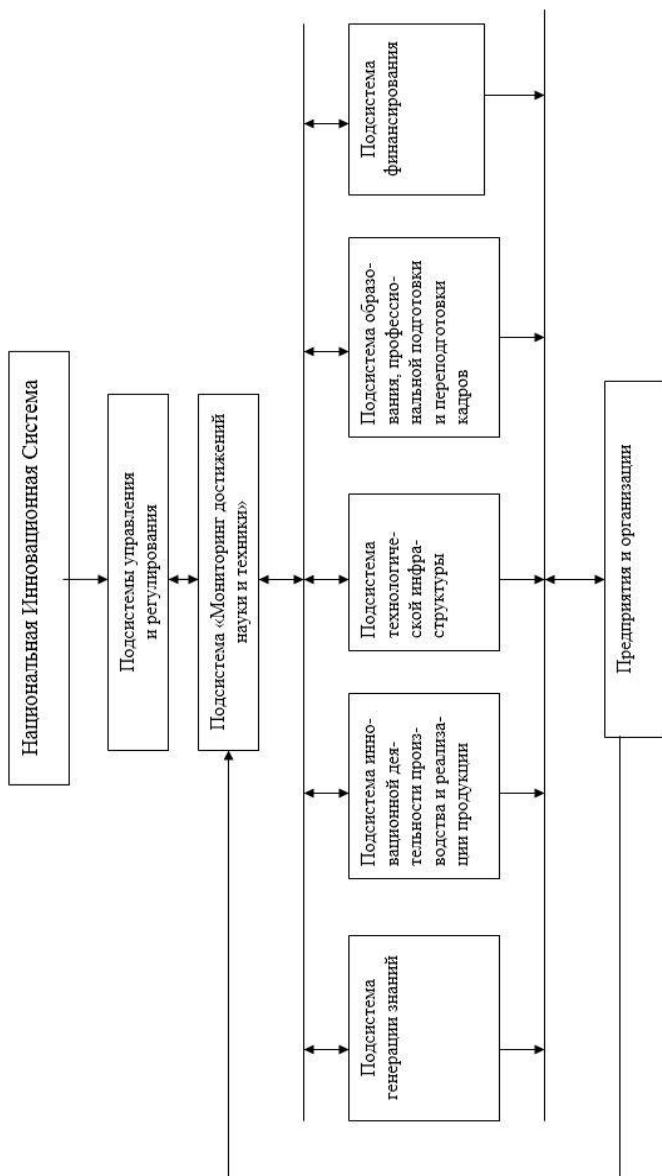 Национальная Инновационная Система
Подсистемы управления
и регулирования
Подсистема «Мониторинг достижений
науки и техники»
Подсистема
генерации знаний
Подсистема инно-
вационной дея-
тельности произ-
водства и реализа-
ции продукции
Подсистема
технологиче-
ской инфра-
структуры
Подсистема образо-
вания, профессио-
нальной подготовки
и переподготовки
кадров
Подсистема
финансирования
Предприятия и организации